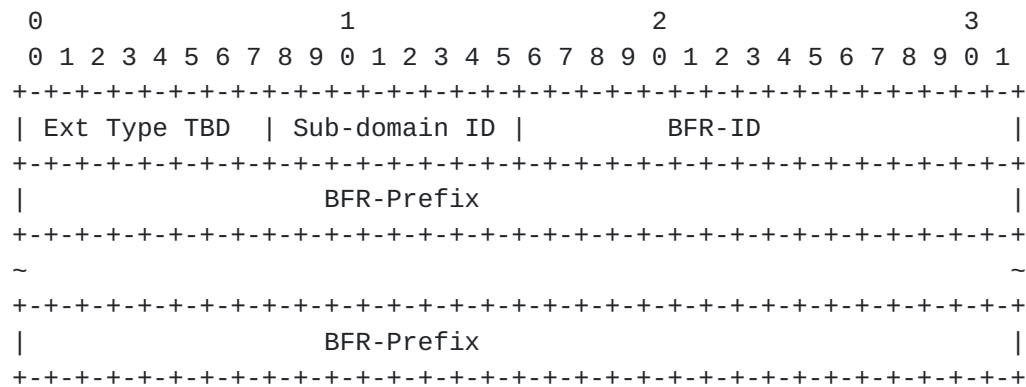 0                   1                   2                   3
 0 1 2 3 4 5 6 7 8 9 0 1 2 3 4 5 6 7 8 9 0 1 2 3 4 5 6 7 8 9 0 1
+-+-+-+-+-+-+-+-+-+-+-+-+-+-+-+-+-+-+-+-+-+-+-+-+-+-+-+-+-+-+-+-+
| Ext Type TBD  | Sub-domain ID |         BFR-ID                |
+-+-+-+-+-+-+-+-+-+-+-+-+-+-+-+-+-+-+-+-+-+-+-+-+-+-+-+-+-+-+-+-+
|                   BFR-Prefix                                  |
+-+-+-+-+-+-+-+-+-+-+-+-+-+-+-+-+-+-+-+-+-+-+-+-+-+-+-+-+-+-+-+-+
~                                                               ~
+-+-+-+-+-+-+-+-+-+-+-+-+-+-+-+-+-+-+-+-+-+-+-+-+-+-+-+-+-+-+-+-+
|                   BFR-Prefix                                  |
+-+-+-+-+-+-+-+-+-+-+-+-+-+-+-+-+-+-+-+-+-+-+-+-+-+-+-+-+-+-+-+-+